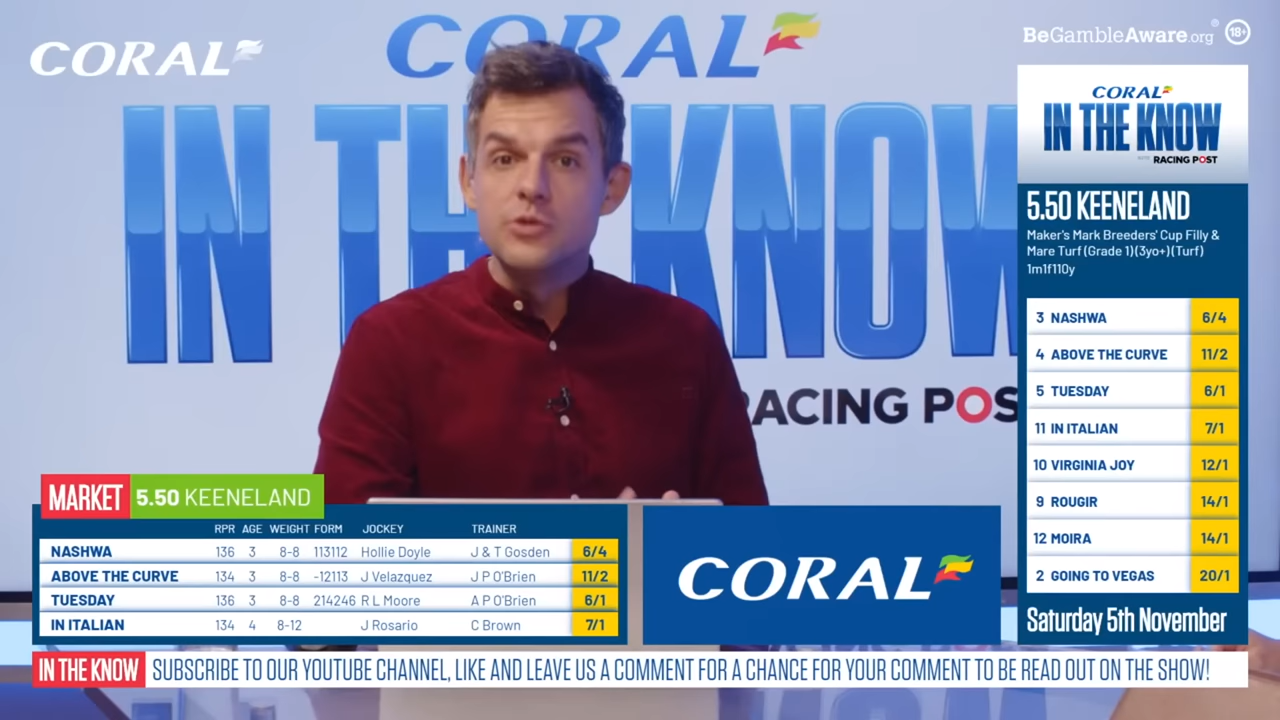 CORAL
CORAL
IN THE KNOW
RACING POS
BeGambleAware.org
18+
CORAL
IN THE KNOW
WITH RACING POST
5.50 KEENELAND
Maker's Mark Breeders' Cup Filly &
Mare Turf (Grade 1)(3yo+)(Turf)
1m1f110y
3 NASHWA 6/4
4 ABOVE THE CURVE 11/2
5 TUESDAY 6/1
11 IN ITALIAN 7/1
10 VIRGINIA JOY 12/1
9 ROUGIR 14/1
12 MOIRA 14/1
2 GOING TO VEGAS 20/1
Saturday 5th November
MARKET 5.50 KEENELAND
RPR AGE WEIGHT FORM JOCKEY TRAINER
NASHWA 136 3 8-8 113112 Hollie Doyle J & T Gosden 6/4
ABOVE THE CURVE 134 3 8-8 -12113 J Velazquez J P O'Brien 11/2
TUESDAY 136 3 8-8 214246 R L Moore A P O'Brien 6/1
IN ITALIAN 134 4 8-12 J Rosario C Brown 7/1
CORAL
IN THE KNOW SUBSCRIBE TO OUR YOUTUBE CHANNEL, LIKE AND LEAVE US A COMMENT FOR A CHANCE FOR YOUR COMMENT TO BE READ OUT ON THE SHOW!